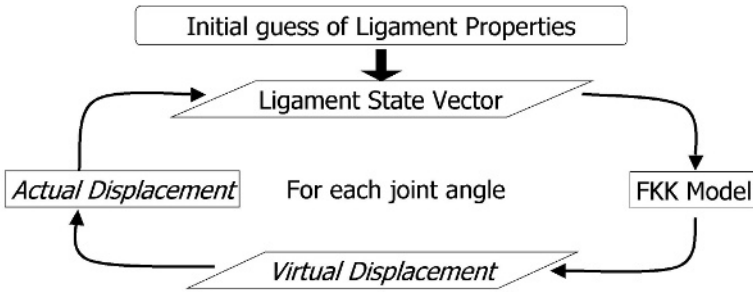 Initial guess of Ligament Properties
Ligament State Vector
Actual Displacement
For each joint angle
FKK Model
Virtual Displacement